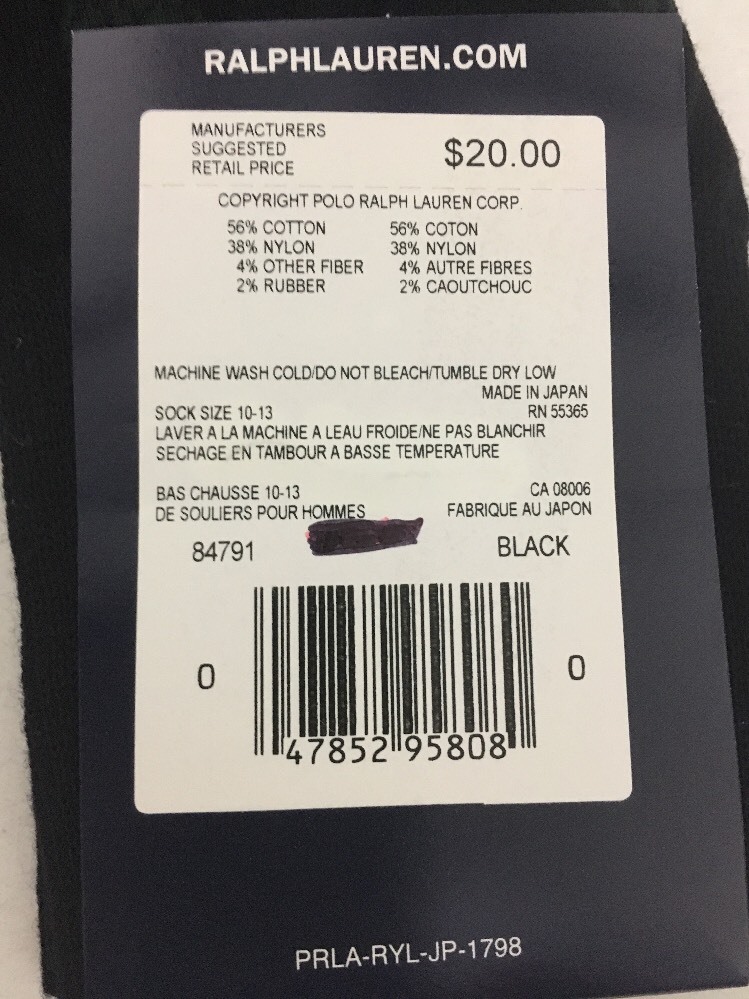 RALPHLAUREN.COM
MANUFACTURERS
SUGGESTED
RETAIL PRICE
$20.00
COPYRIGHT POLO RALPH LAUREN CORP.
56% COTTON 56% COTON
38% NYLON 38% NYLON
4% OTHER FIBER 4% AUTRE FIBRES
2% RUBBER 2% CAOUTCHOUC
MACHINE WASH COLD/DO NOT BLEACH/TUMBLE DRY LOW
MADE IN JAPAN
SOCK SIZE 10-13 RN 55365
LAVER A LA MACHINE A LEAU FROIDE/NE PAS BLANCHIR
SECHAGE EN TAMBOUR A BASSE TEMPERATURE
BAS CHAUSSE 10-13 CA 08006
DE SOULIERS POUR HOMMES FABRIQUE AU JAPON
84791 BLACK
0 47852 95808 0
PRLA-RYL-JP-1798